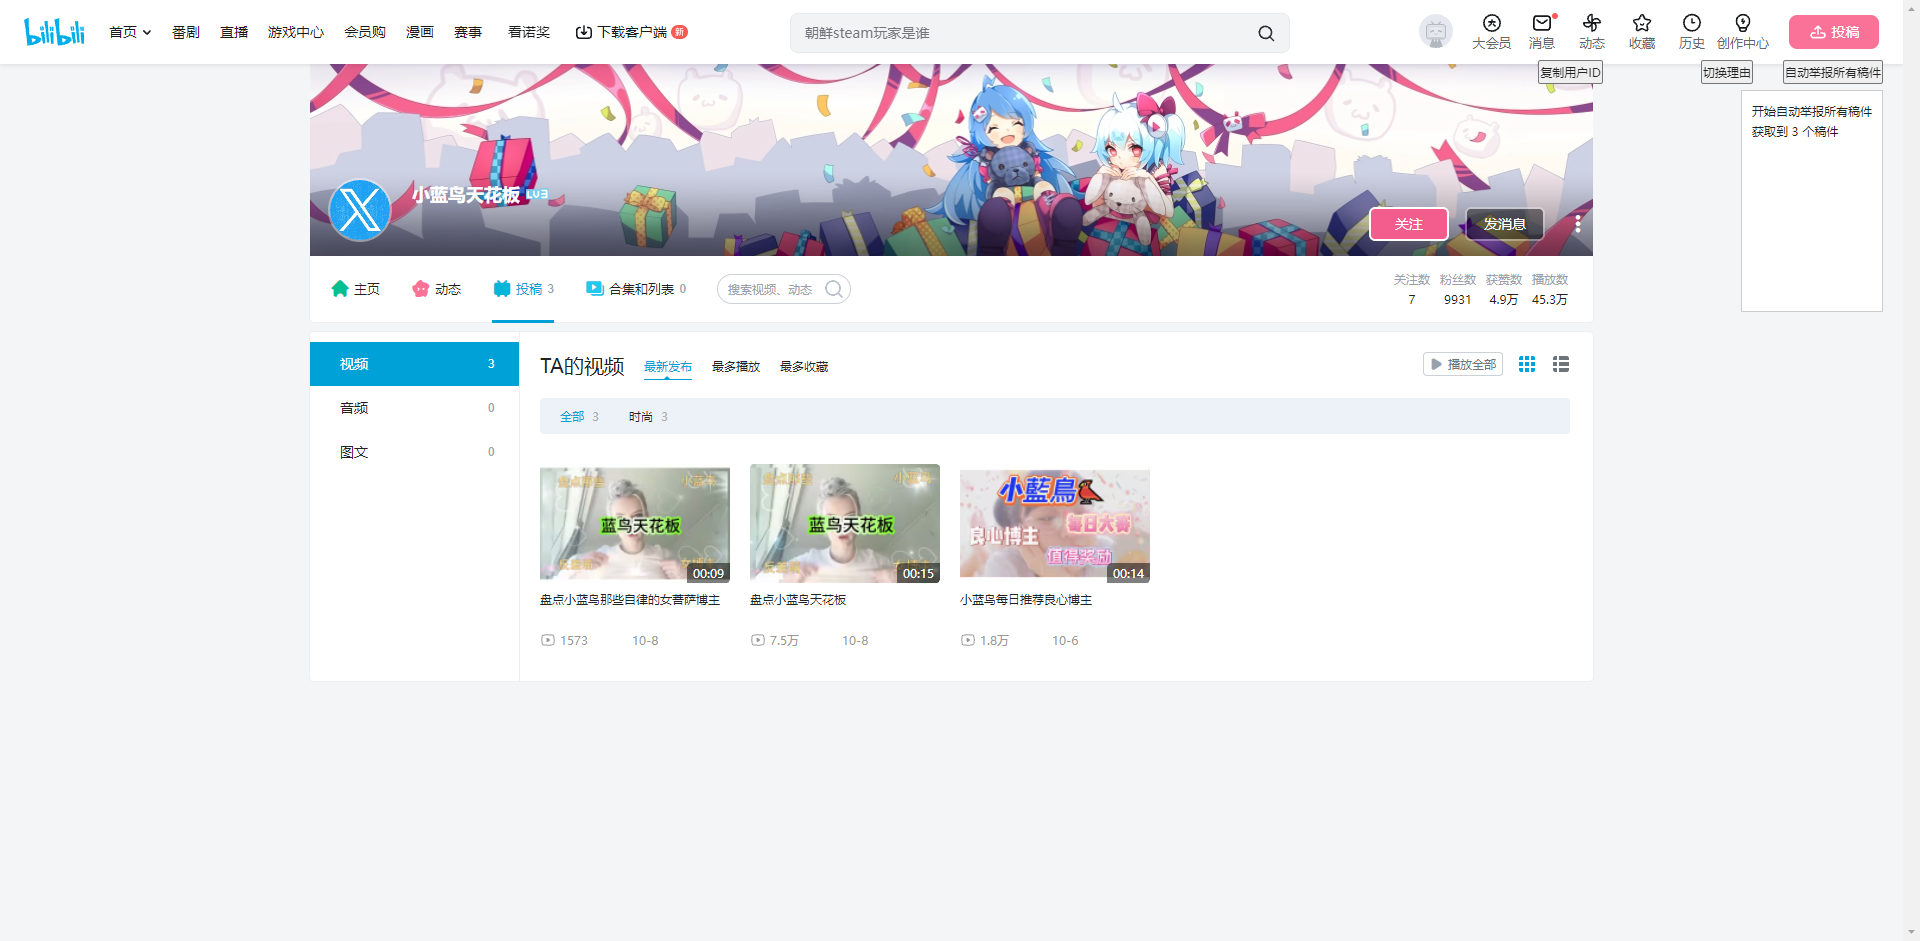 bilibili
首页
番剧
直播
游戏中心
会员购
漫画
赛事
看诺奖
下载客户端 新
朝鲜steam玩家是谁
大会员
消息
动态
收藏
历史
创作中心
投稿
复制用户ID
切换理由
自动举报所有稿件
开始自动举报所有稿件
获取到 3 个稿件
小蓝鸟天花板 LV3
关注
发消息
主页
动态
投稿 3
合集和列表 0
搜索视频、动态
关注数 粉丝数 获赞数 播放数
7 9931 4.9万 45.3万
视频 3
音频 0
图文 0
TA的视频
最新发布
最多播放
最多收藏
播放全部
全部 3
时尚 3
蓝鸟天花板
00:09
盘点小蓝鸟那些自律的女菩萨博主
1573 10-8
蓝鸟天花板
00:15
盘点小蓝鸟天花板
7.5万 10-8
小藍鳥
每日大赛
良心博主
值得奖励
00:14
小蓝鸟每日推荐良心博主
1.8万 10-6